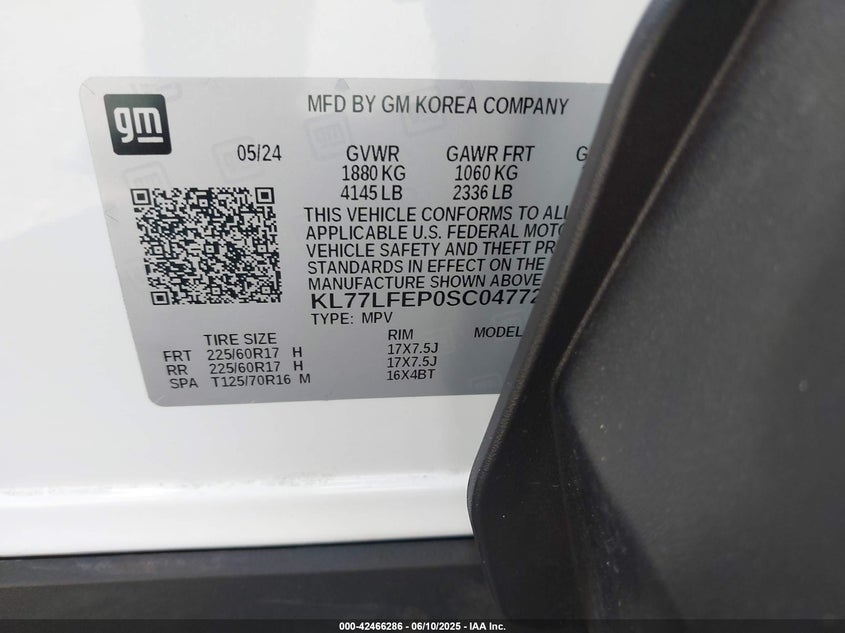 gm
MFD BY GM KOREA COMPANY
05/24 GVWR GAWR FRT G
1880 KG 1060 KG
4145 LB 2336 LB
THIS VEHICLE CONFORMS TO ALL
APPLICABLE U.S. FEDERAL MOTO
VEHICLE SAFETY AND THEFT PR
STANDARDS IN EFFECT ON THE
MANUFACTURE SHOWN ABOVE
KL77LFEP0SC04772
TYPE: MPV
TIRE SIZE RIM MODEL
FRT 225/60R17 H 17X7.5J
RR 225/60R17 H 17X7.5J
SPA T125/70R16 M 16X4BT
000-42466286 - 06/10/2025 - IAA Inc.